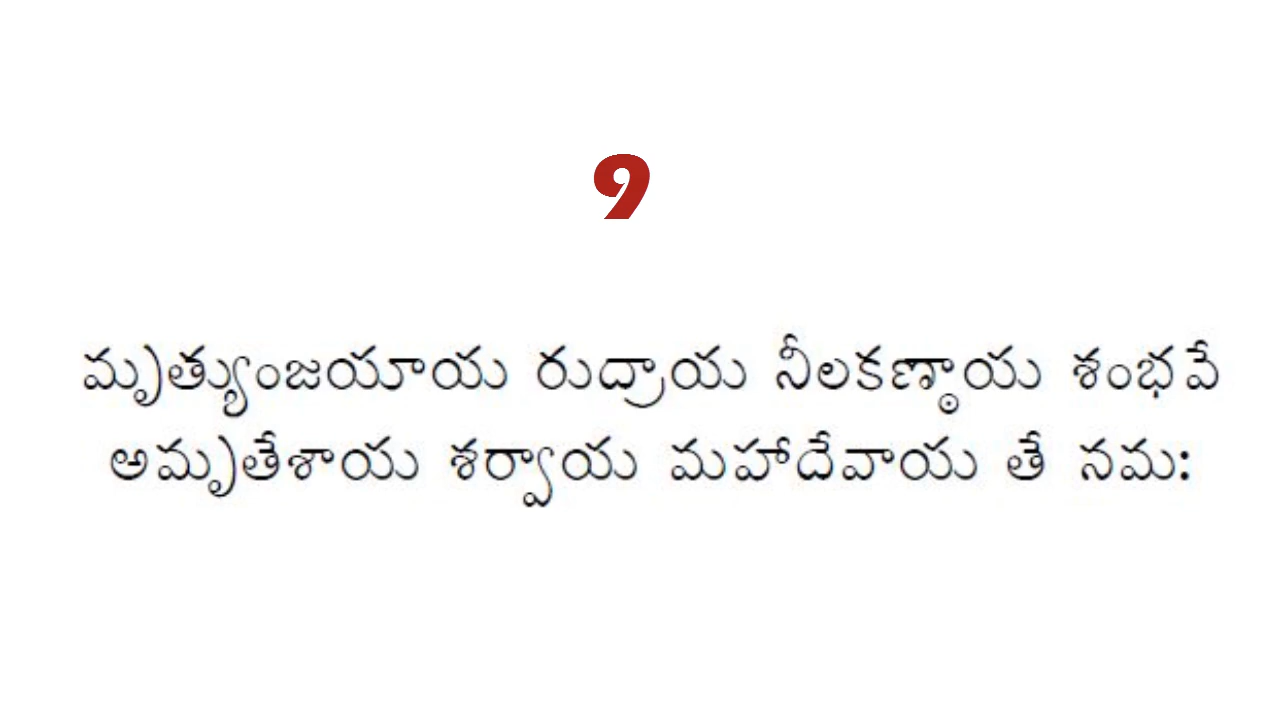 9
మృత్యుంజయాయ రుద్రాయ నీలకణ్ఠాయ శంభవే
అమృతేశాయ శర్వాయ మహాదేవాయ తే నమ: